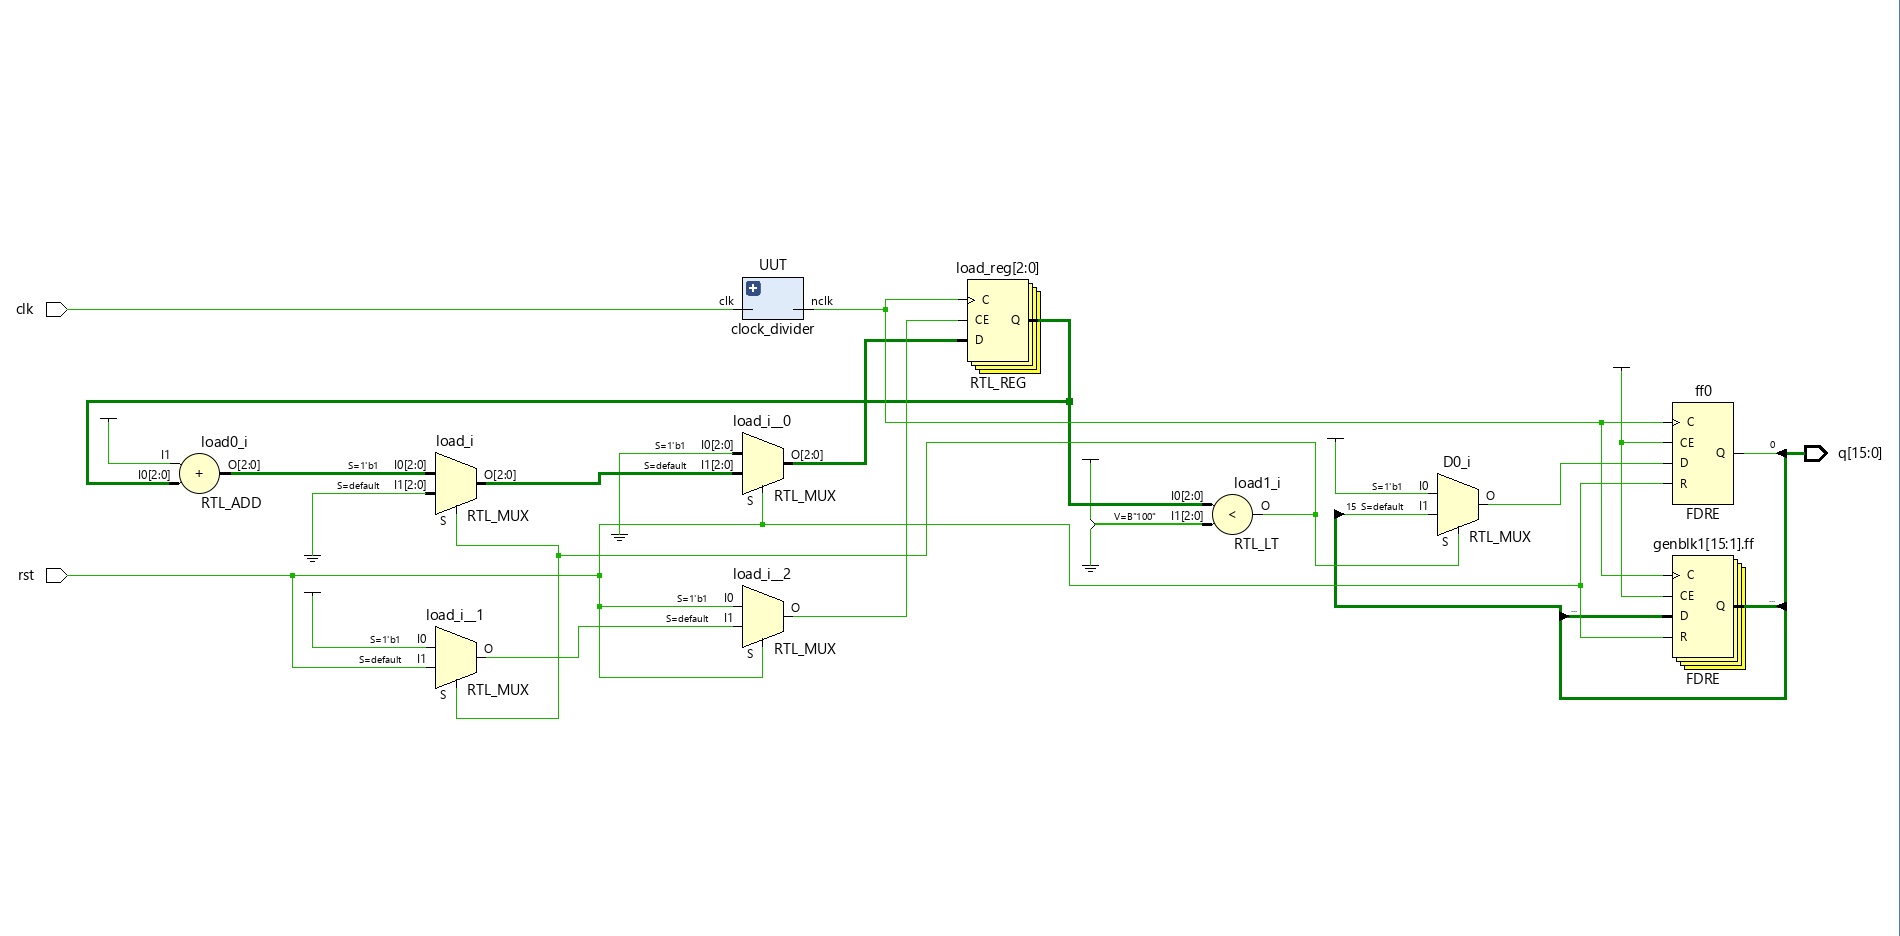 UUT
clk
clk
nclk
clock_divider
load_reg[2:0]
C
CE
Q
D
RTL_REG
load0_i
I1
I0[2:0]
+
O[2:0]
RTL_ADD
load_i
S=1'b1 I0[2:0]
S=default I1[2:0]
O[2:0]
S
RTL_MUX
load_i__0
S=1'b1 I0[2:0]
S=default I1[2:0]
O[2:0]
S
RTL_MUX
rst
load_i__1
S=1'b1 I0
S=default I1
O
S
RTL_MUX
load_i__2
S=1'b1 I0
S=default I1
O
S
RTL_MUX
load1_i
I0[2:0]
V=B"100" I1[2:0]
<
O
RTL_LT
D0_i
S=1'b1 I0
15 S=default I1
O
S
RTL_MUX
ff0
C
CE
D
Q
R
FDRE
0
q[15:0]
genblk1[15:1].ff
C
CE
Q
D
R
FDRE
...
...